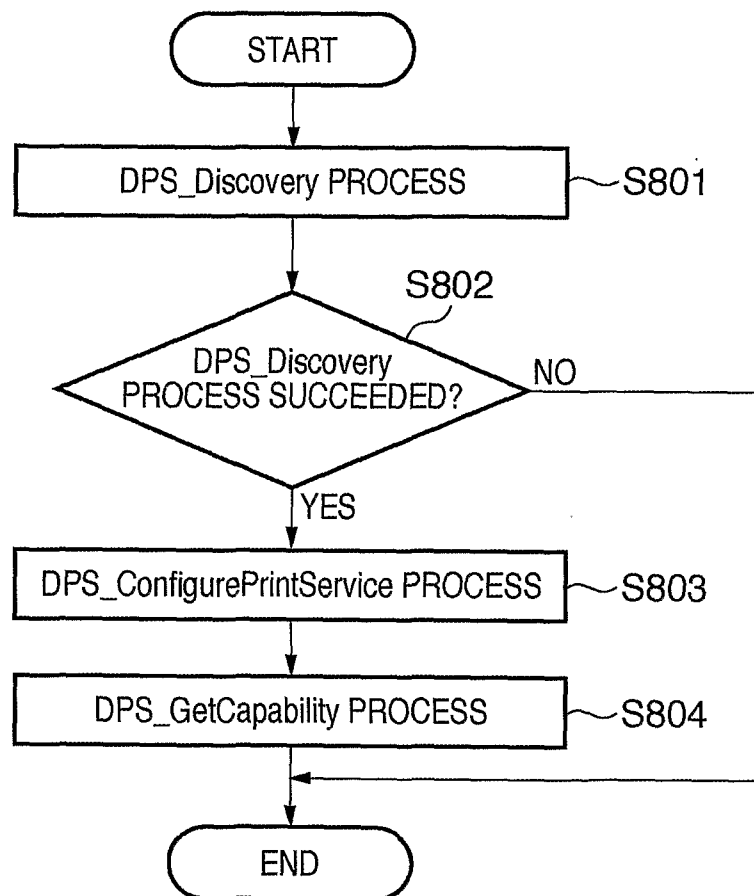 START
DPS_Discovery PROCESS
S801
S802
DPS_Discovery
PROCESS SUCCEEDED?
NO
YES
DPS_ConfigurePrintService PROCESS
S803
DPS_GetCapability PROCESS
S804
END